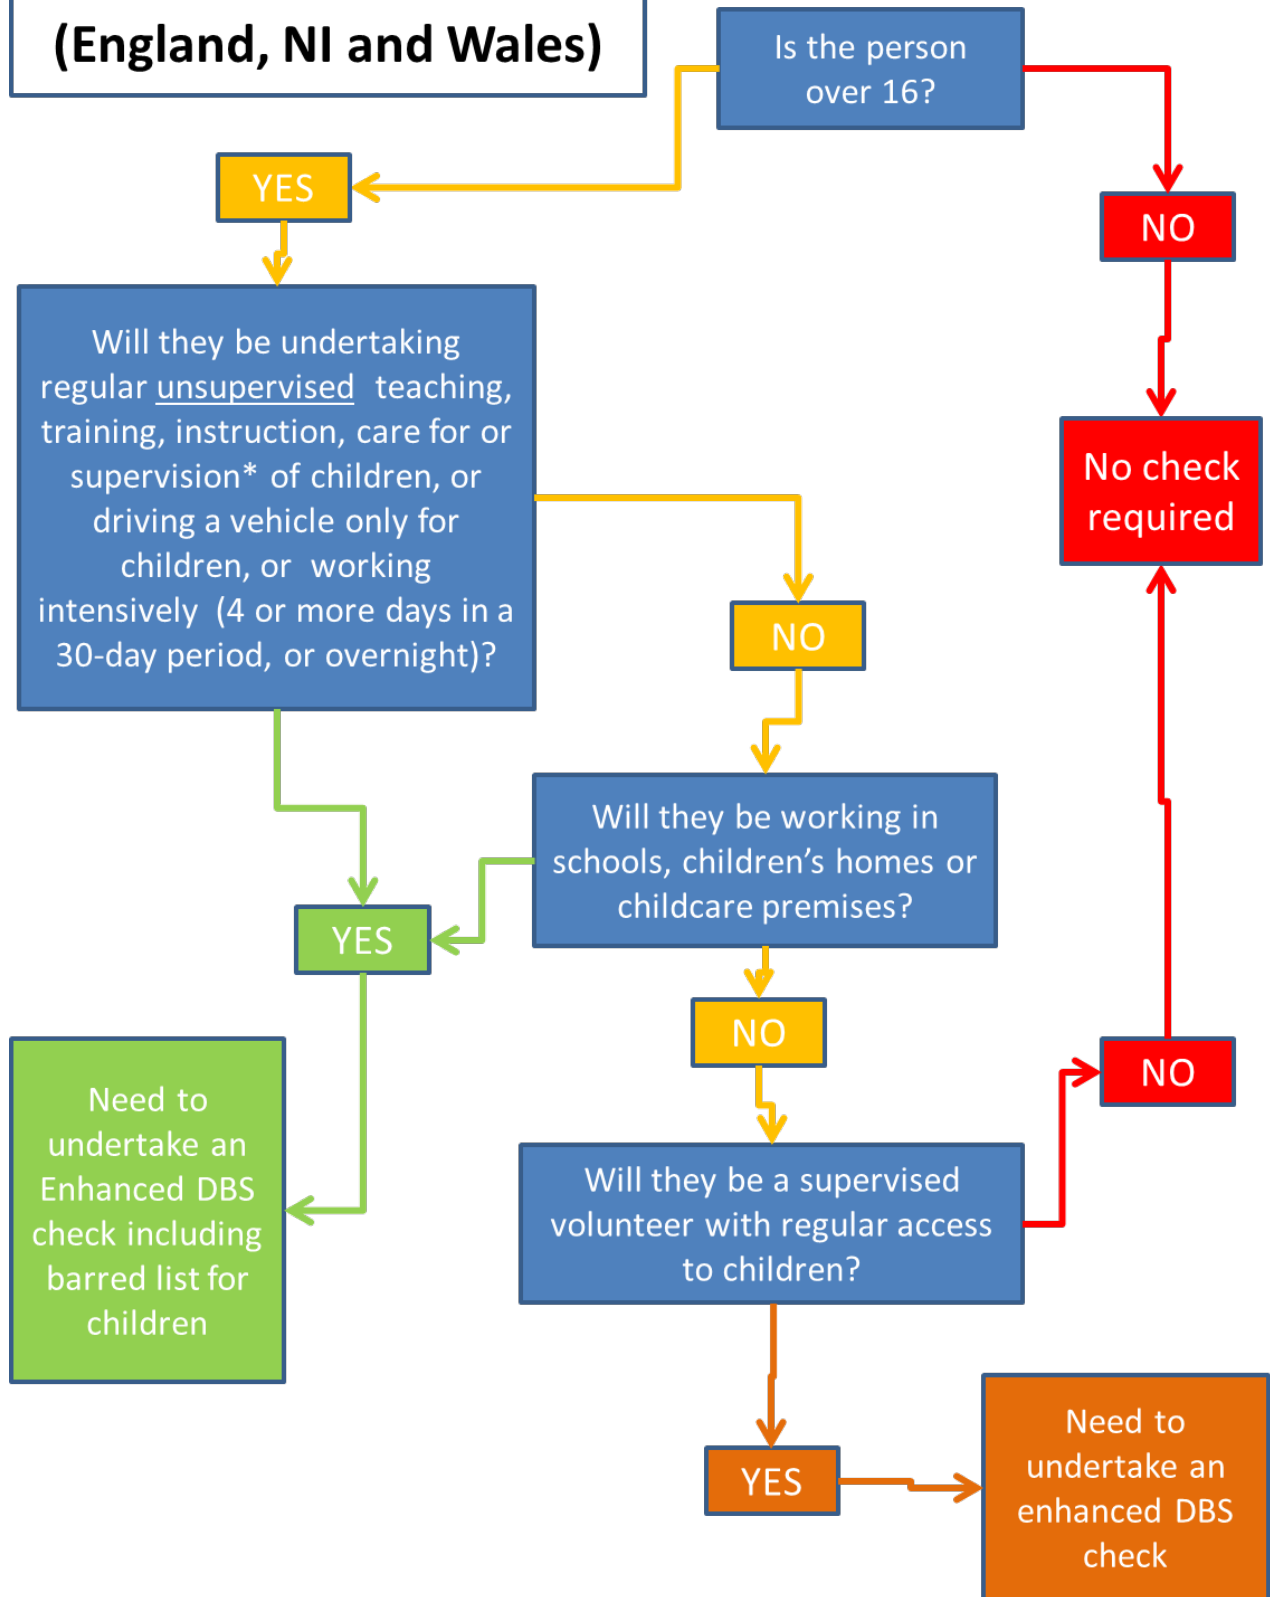 (England, NI and Wales)
Is the person
over 16?
YES
NO
Will they be undertaking
regular unsupervised teaching,
training, instruction, care for or
supervision* of children, or
driving a vehicle only for
children, or working
intensively (4 or more days in a
30-day period, or overnight)?
No check
required
NO
Will they be working in
schools, children’s homes or
childcare premises?
YES
NO
NO
Need to
undertake an
Enhanced DBS
check including
barred list for
children
Will they be a supervised
volunteer with regular access
to children?
YES
Need to
undertake an
enhanced DBS
check